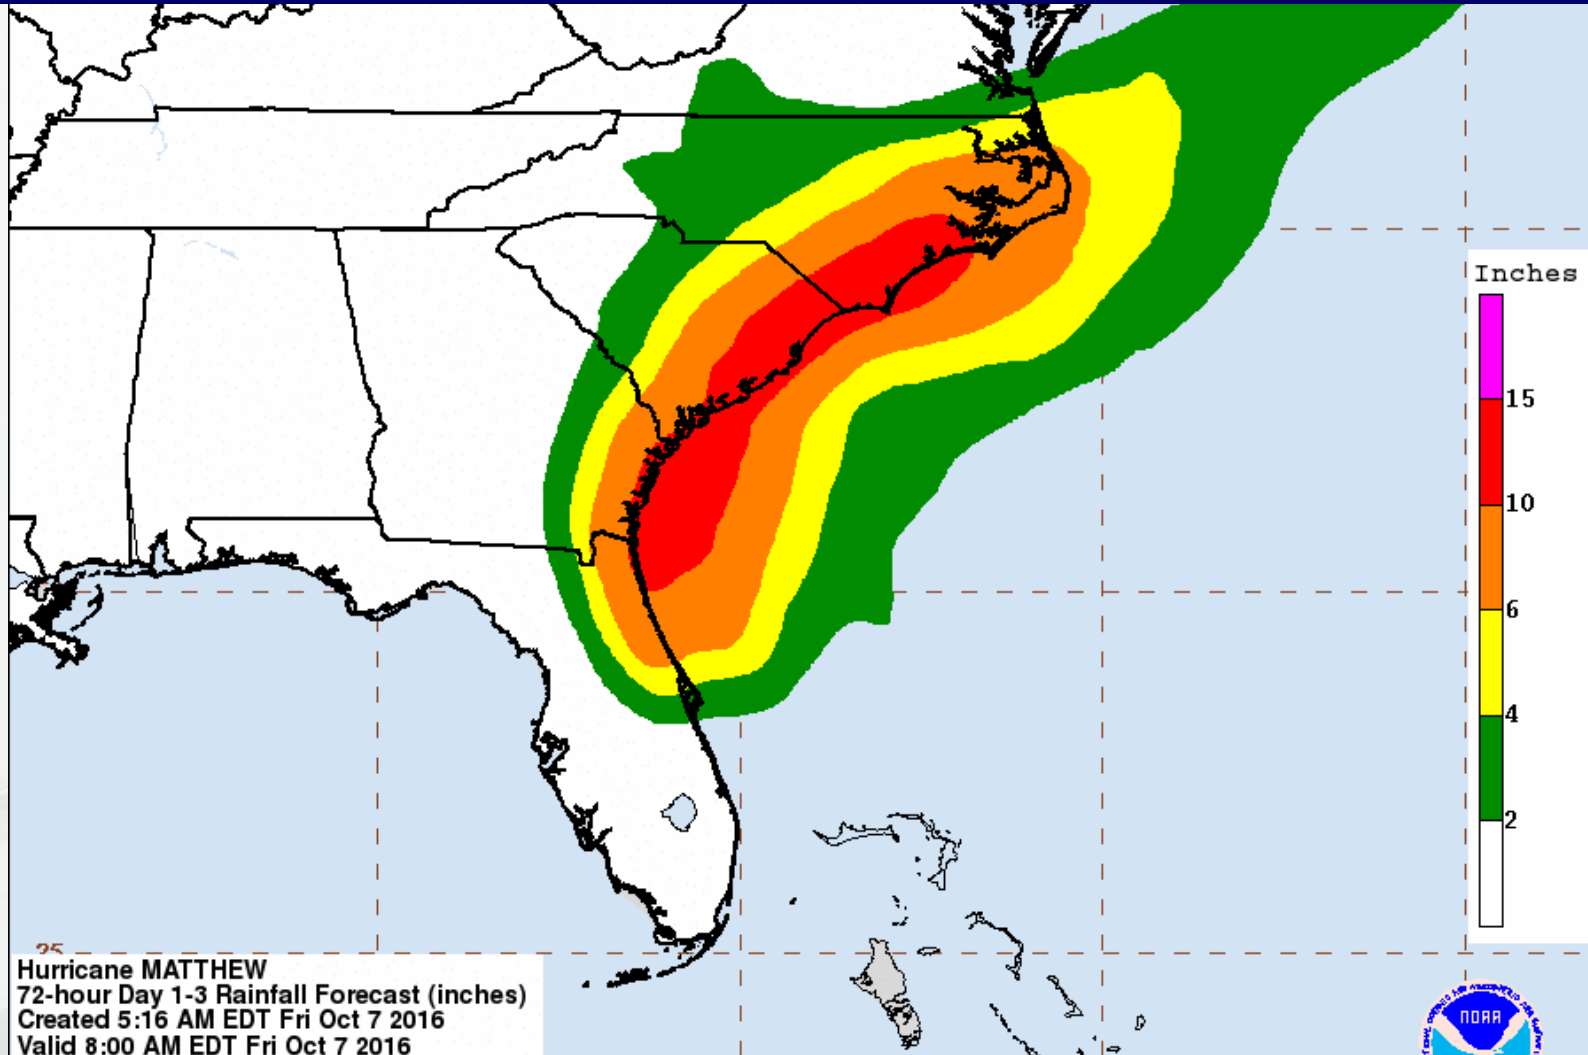 Inches
15
10
6
4
2
25
Hurricane MATTHEW
72-hour Day 1-3 Rainfall Forecast (inches)
Created 5:16 AM EDT Fri Oct 7 2016
Valid 8:00 AM EDT Fri Oct 7 2016
NOAA